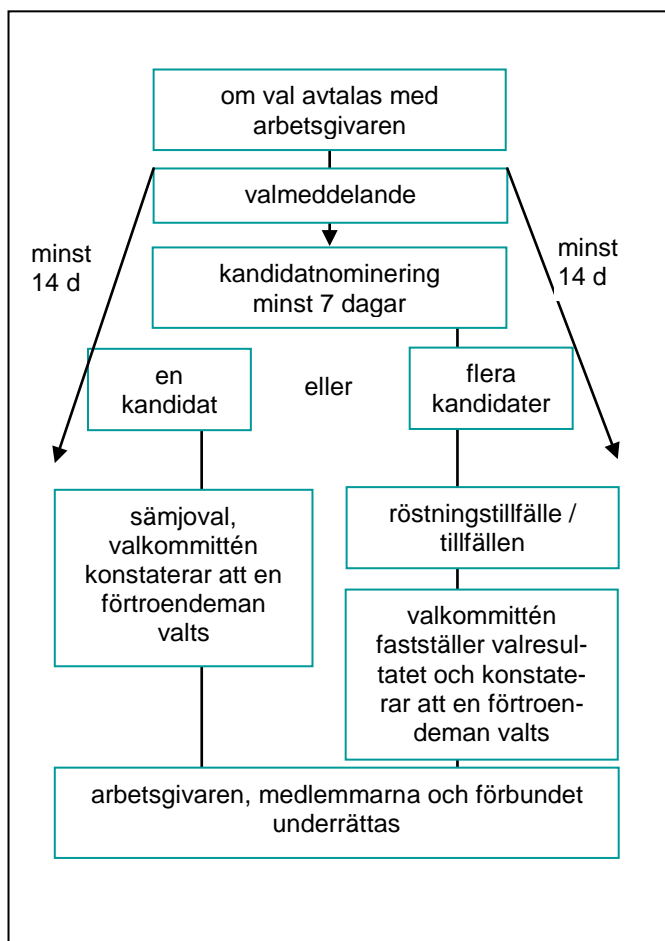 om val avtalas med
arbetsgivaren
valmeddelande
minst
14 d
minst
14 d
kandidatnominering
minst 7 dagar
en
kandidat
eller
flera
kandidater
sämjoval,
valkommittén
konstaterar att en
förtroendeman
valts
röstningstillfälle /
tillfällen
valkommittén
fastställer valresul-
tatet och konstate-
rar att en förtroen-
deman valts
arbetsgivaren, medlemmarna och förbundet
underrättas